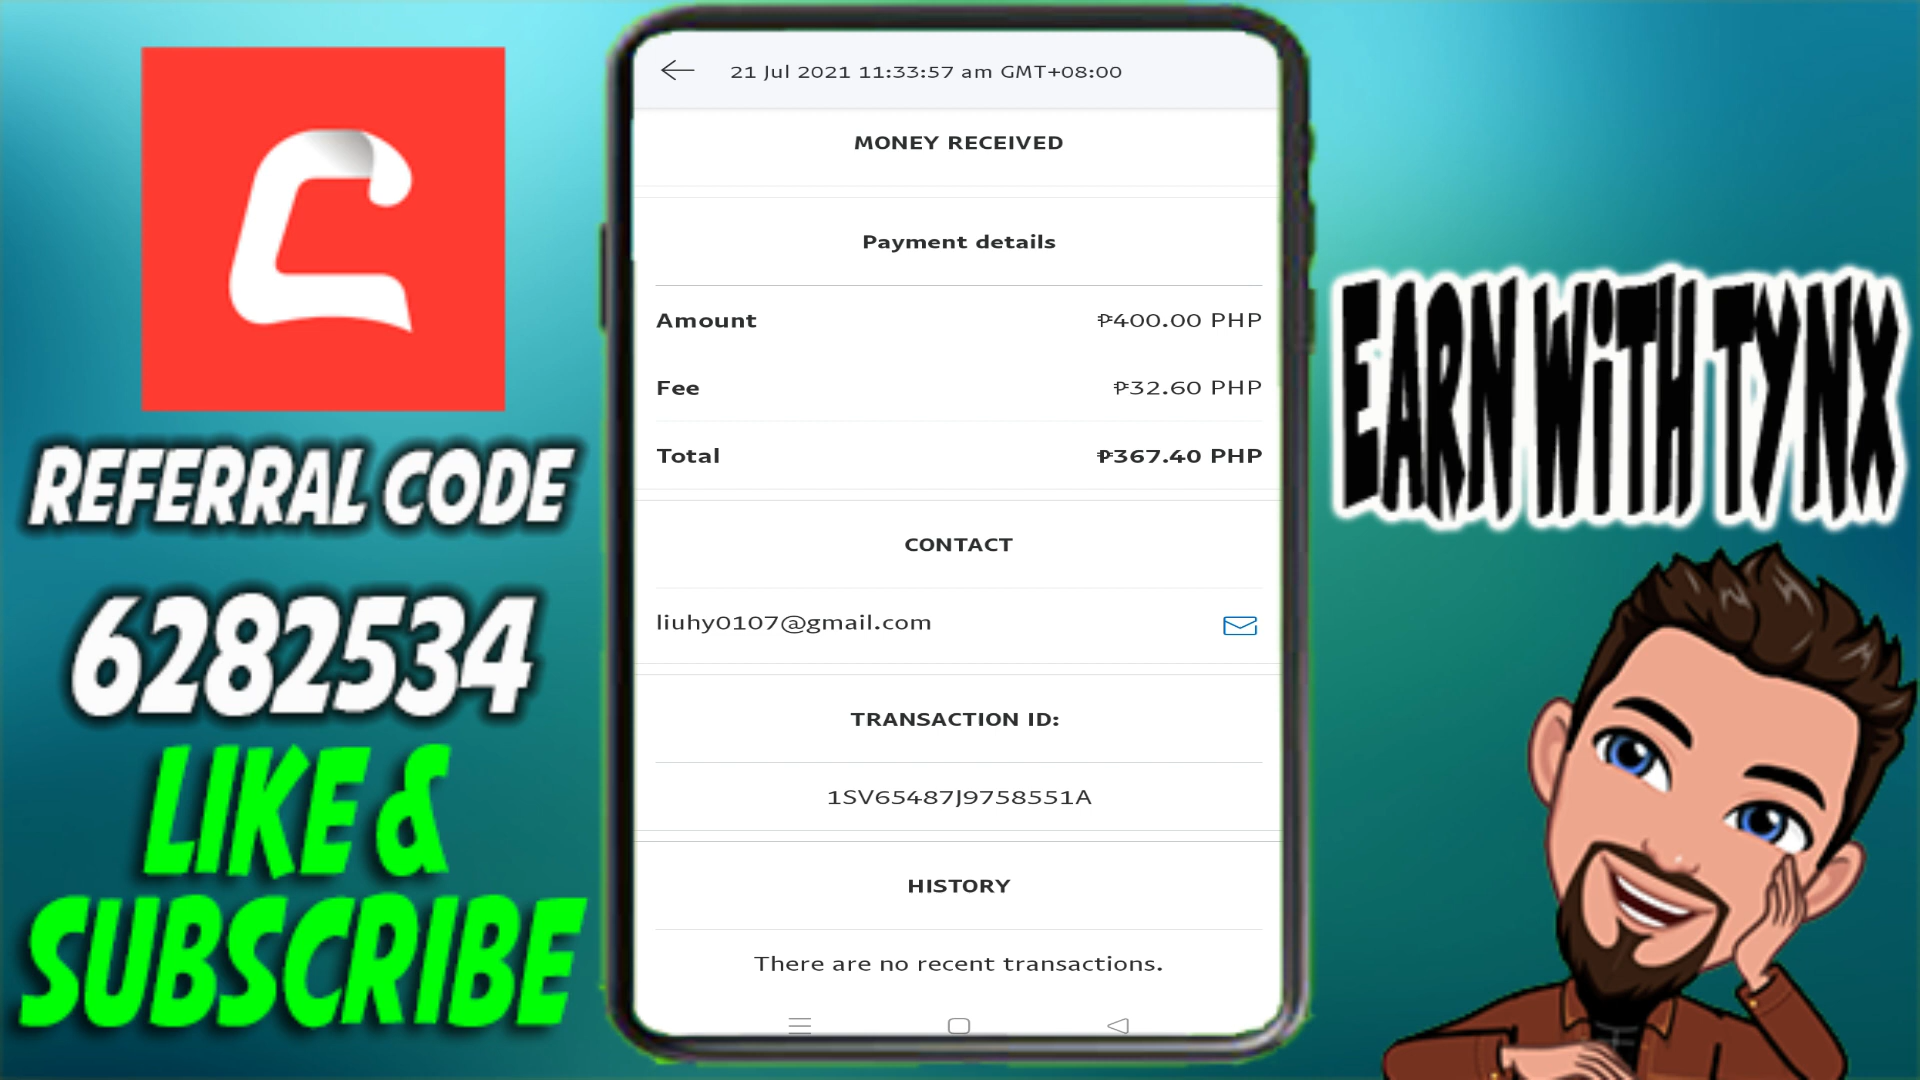 REFERRAL CODE
6282534
LIKE &
SUBSCRIBE
21 Jul 2021 11:33:57 am GMT+08:00
MONEY RECEIVED
Payment details
Amount ₱400.00 PHP
Fee ₱32.60 PHP
Total ₱367.40 PHP
CONTACT
liuhy0107@gmail.com
TRANSACTION ID:
1SV65487J9758551A
HISTORY
There are no recent transactions.
EARN WiTH TYNX